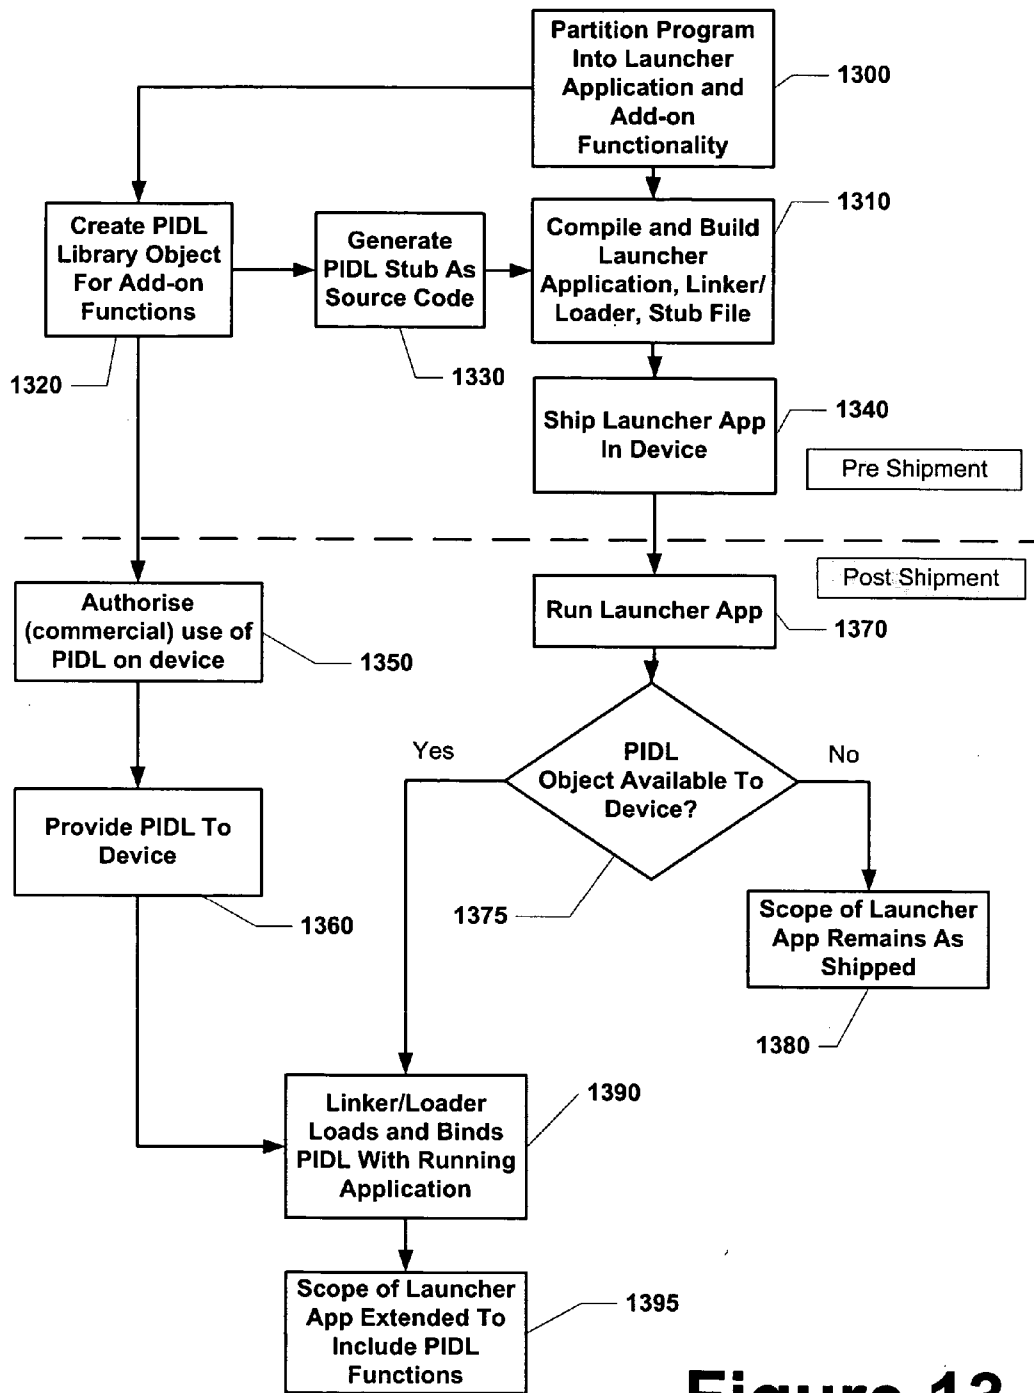 Partition Program
Into Launcher
Application and
Add-on
Functionality
1300
Create PIDL
Library Object
For Add-on
Functions
1320
Generate
PIDL Stub As
Source Code
1330
Compile and Build
Launcher
Application, Linker/
Loader, Stub File
1310
Ship Launcher App
In Device
1340
Pre Shipment
Post Shipment
Authorise
(commercial) use of
PIDL on device
1350
Run Launcher App
1370
Yes
PIDL
Object Available To
Device?
No
1375
Provide PIDL To
Device
1360
Scope of Launcher
App Remains As
Shipped
1380
Linker/Loader
Loads and Binds
PIDL With Running
Application
1390
Scope of Launcher
App Extended To
Include PIDL
Functions
1395
Figure 13